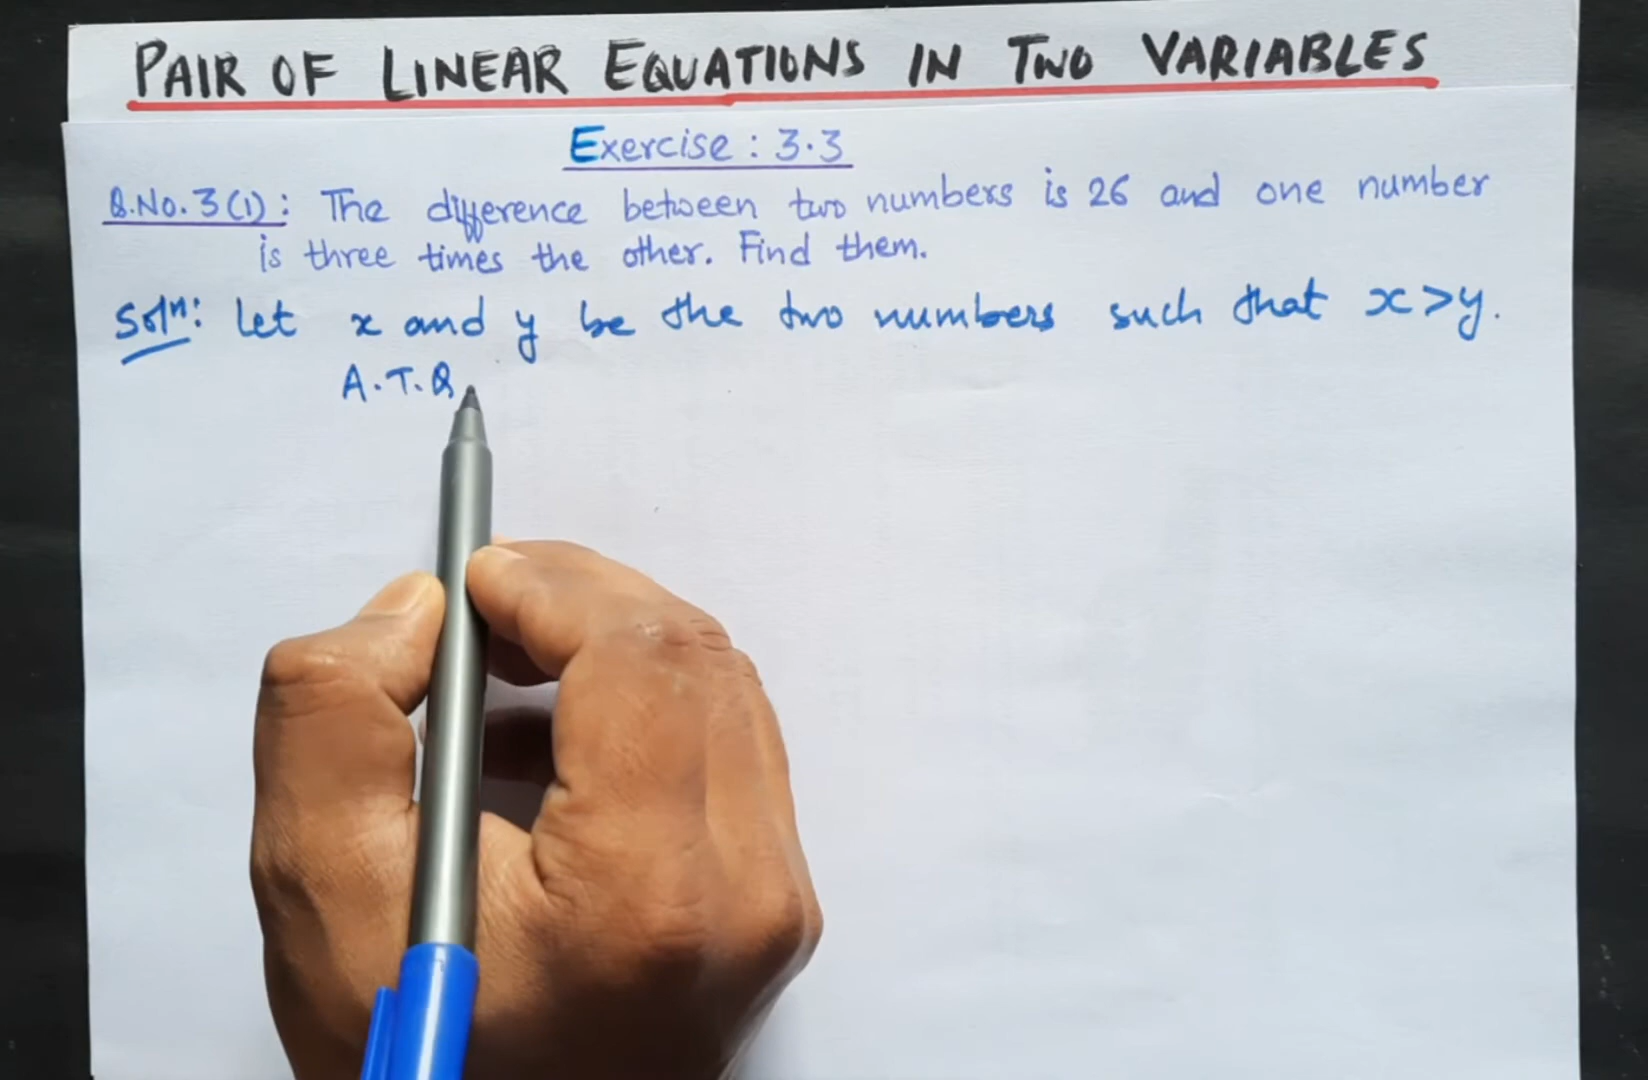 PAIR OF LINEAR EQUATIONS IN TWO VARIABLES
Exercise : 3.3
Q.No. 3(1) : The difference between two numbers is 26 and one number
is three times the other. Find them.
Solⁿ: Let x and y be the two numbers such that x>y.
A.T.Q